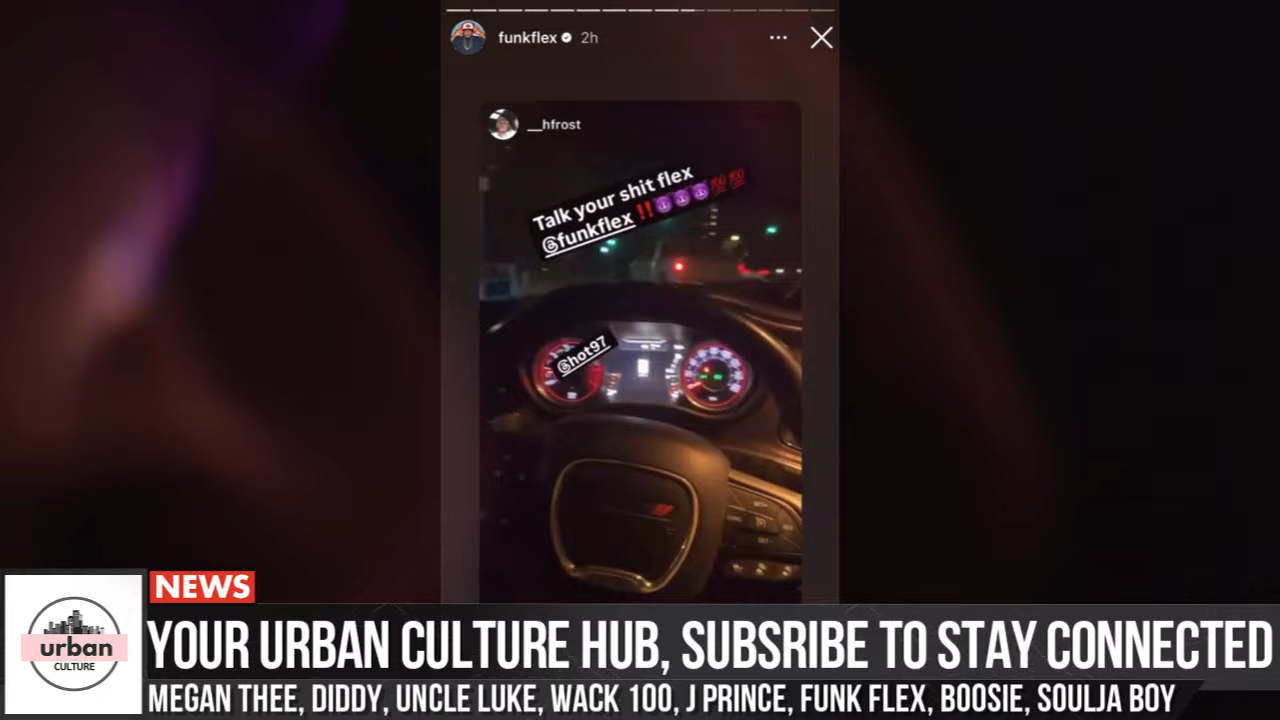 funkflex 2h
__hfrost
Talk your shit flex
@funkflex ‼️😈😈😈💯💯
@hot97
NEWS
urban
CULTURE
YOUR URBAN CULTURE HUB, SUBSRIBE TO STAY CONNECTED
MEGAN THEE, DIDDY, UNCLE LUKE, WACK 100, J PRINCE, FUNK FLEX, BOOSIE, SOULJA BOY